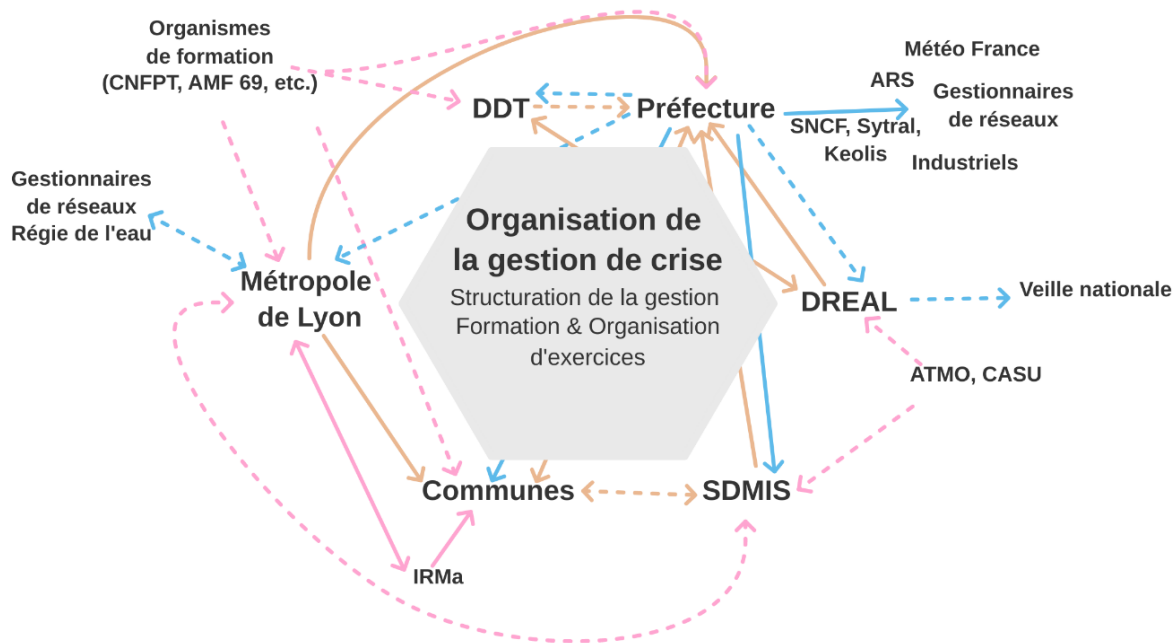 Organismes
de formation
(CNFPT, AMF 69, etc.)
Météo France
ARS
Gestionnaires
de réseaux
DDT
Préfecture
SNCF, Sytral,
Keolis
Industriels
Gestionnaires
de réseaux
Régie de l'eau
Organisation de
la gestion de crise
Structuration de la gestion
Formation & Organisation
d'exercices
Métropole
de Lyon
DREAL
Veille nationale
ATMO, CASU
Communes
SDMIS
IRMa